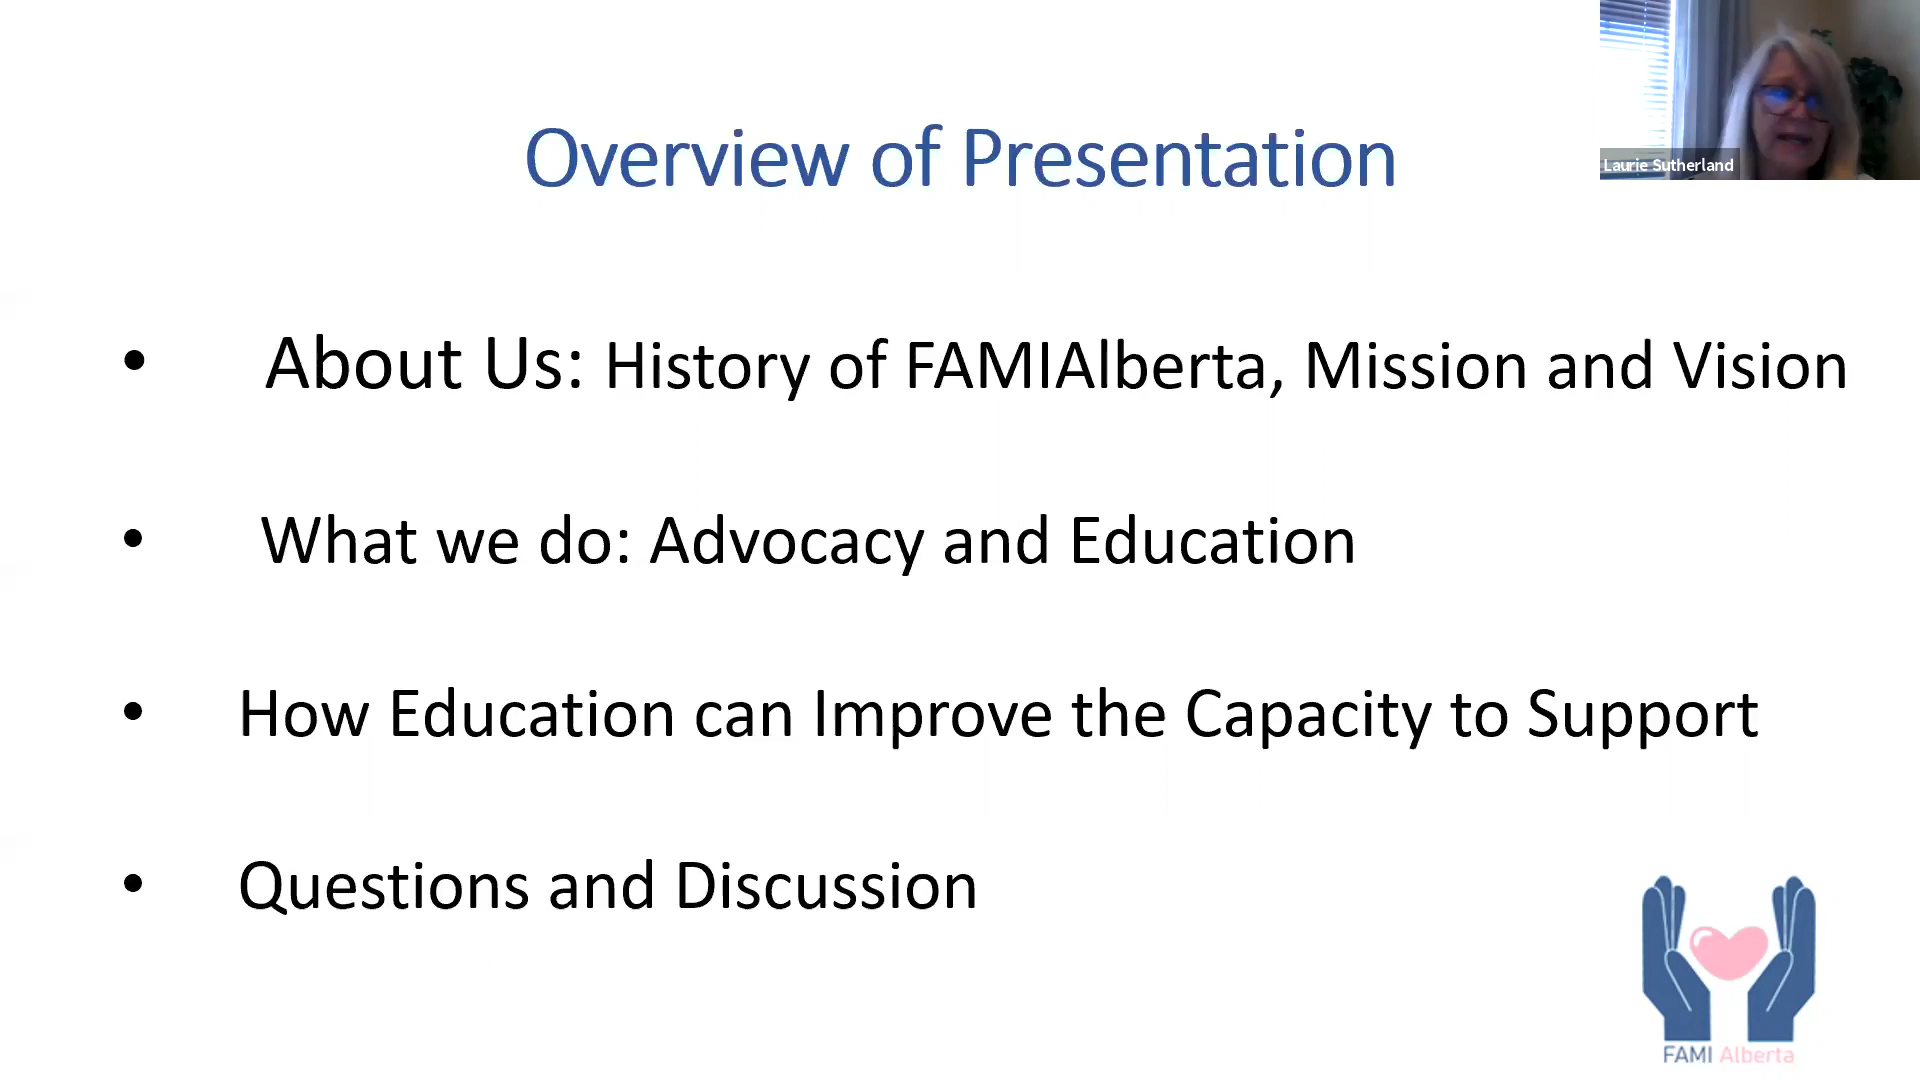 Overview of Presentation
Laurie Sutherland
• About Us: History of FAMIAlberta, Mission and Vision
• What we do: Advocacy and Education
• How Education can Improve the Capacity to Support
• Questions and Discussion
FAMI Alberta